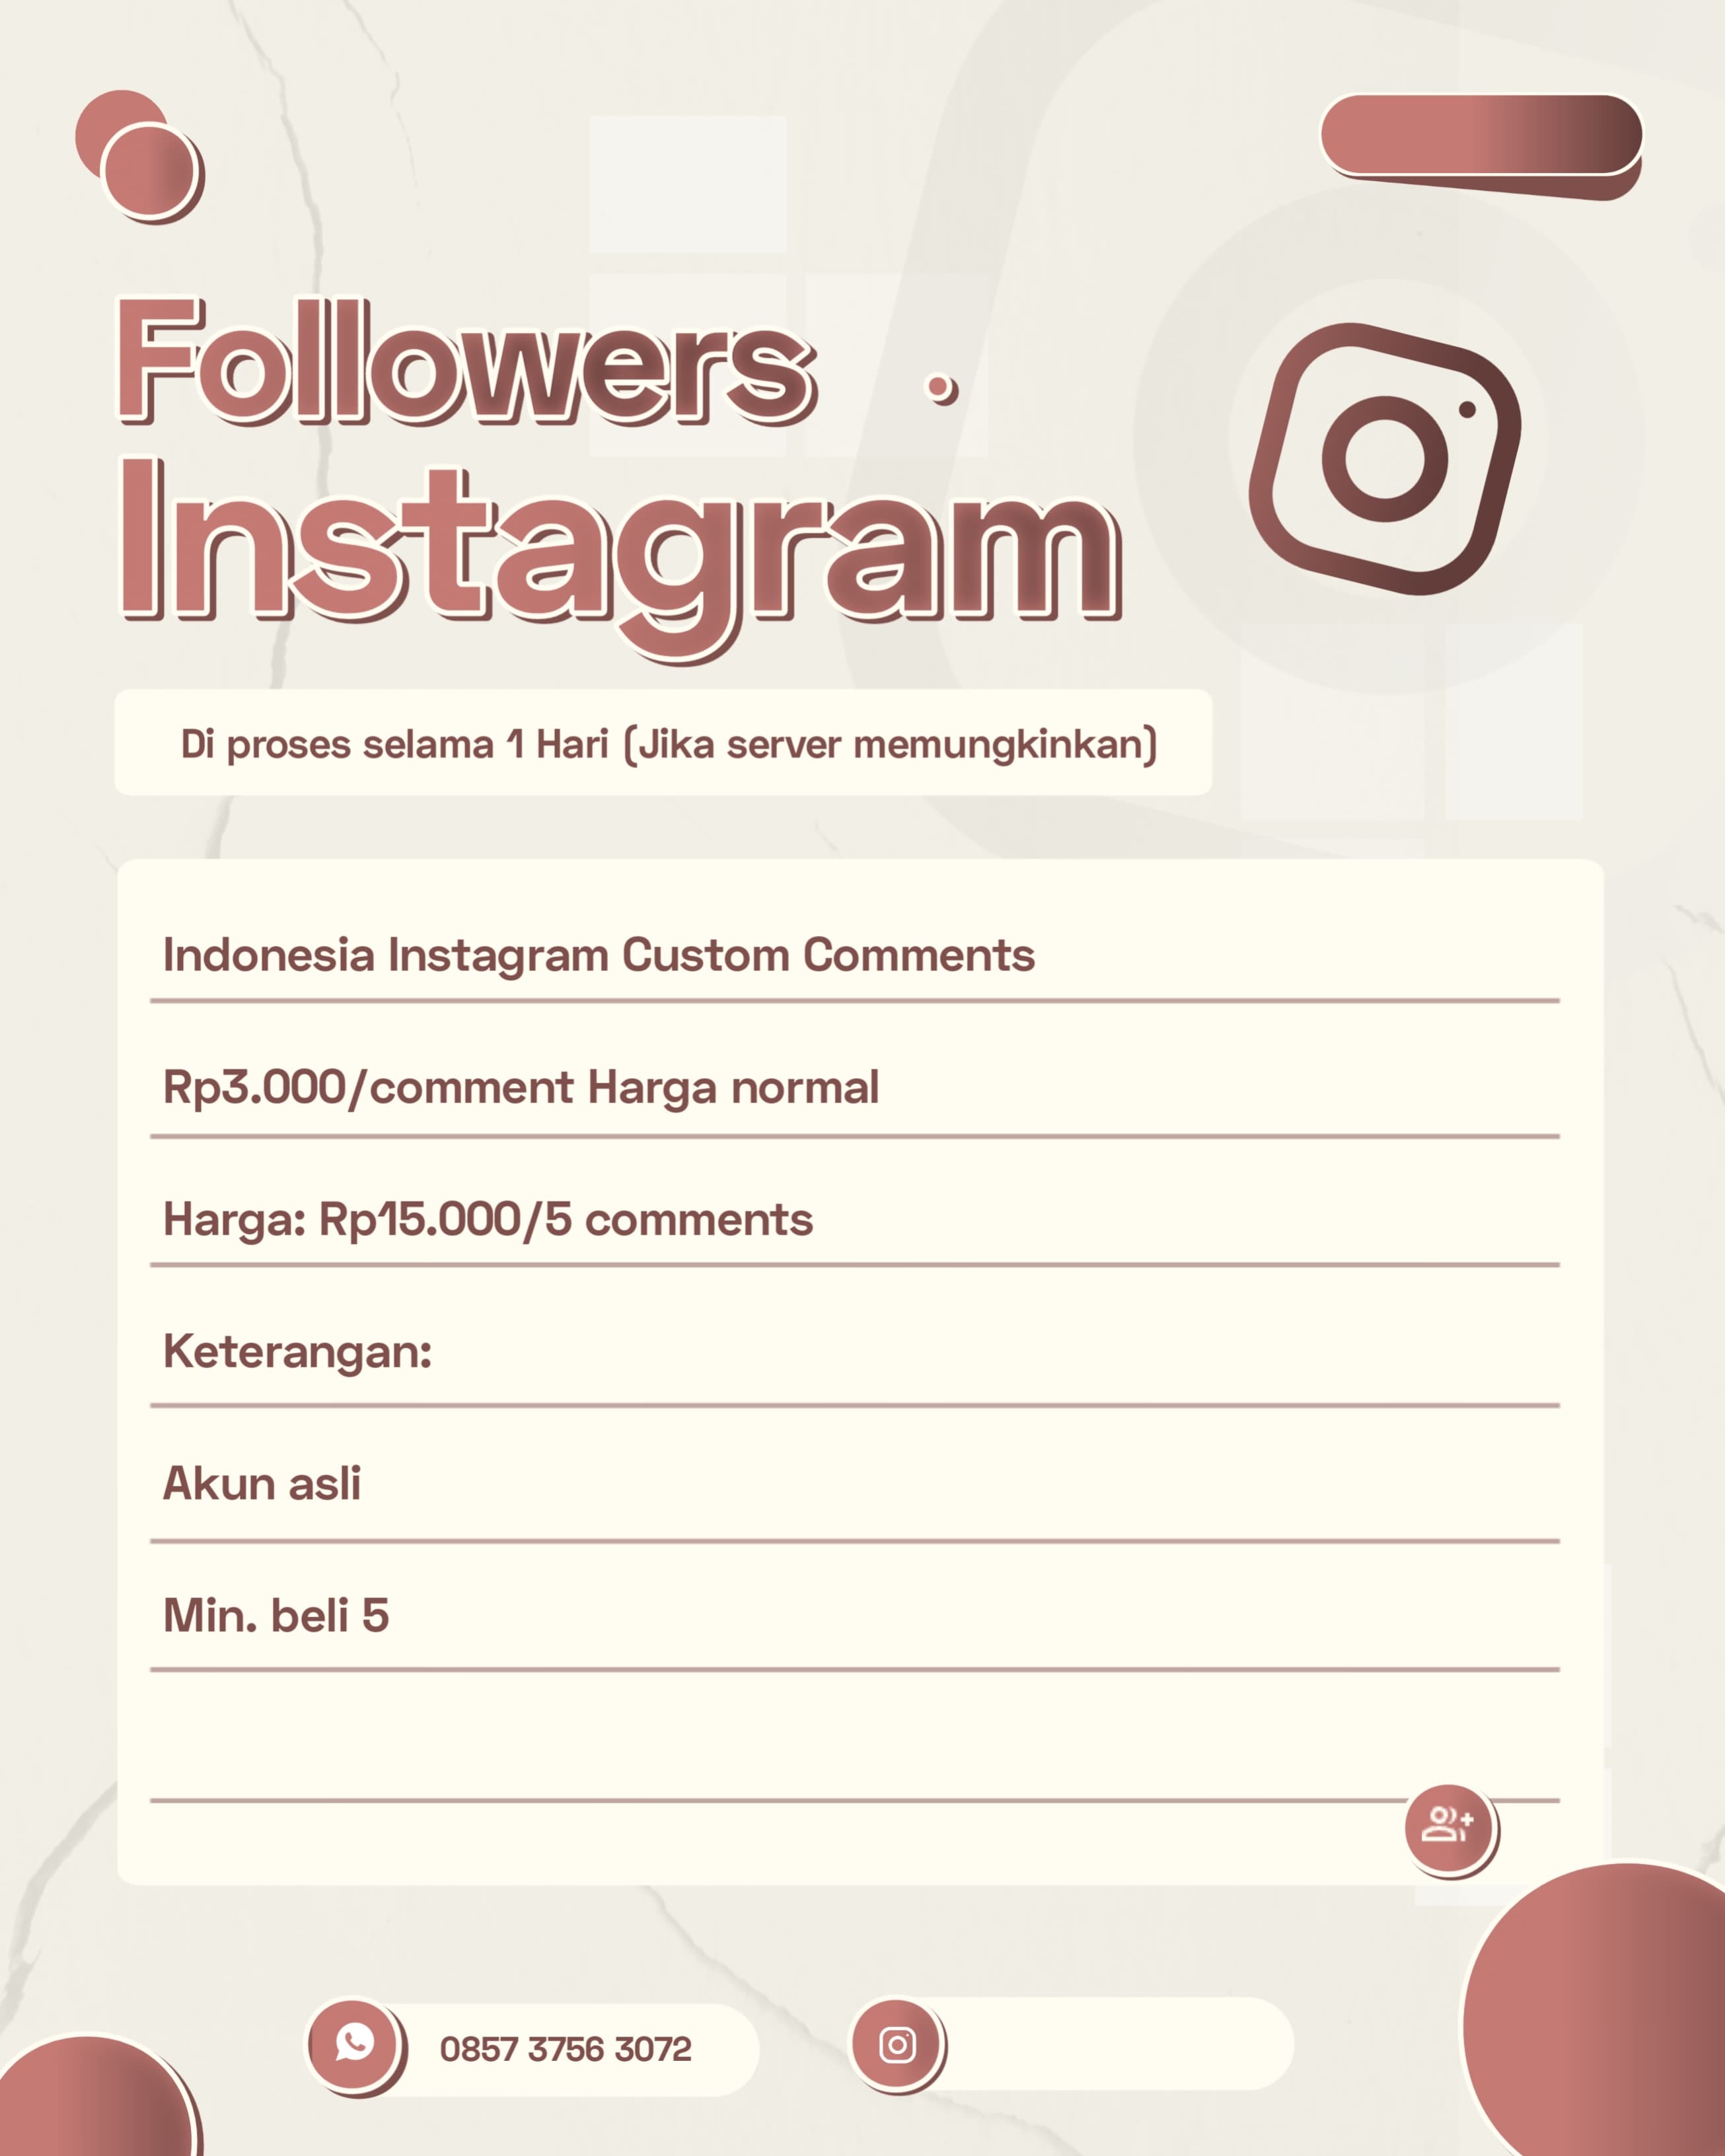 Followers
Instagram
Di proses selama 1 Hari (Jika server memungkinkan)
Indonesia Instagram Custom Comments
Rp3.000/comment Harga normal
Harga: Rp15.000/5 comments
Keterangan:
Akun asli
Min. beli 5
0857 3756 3072